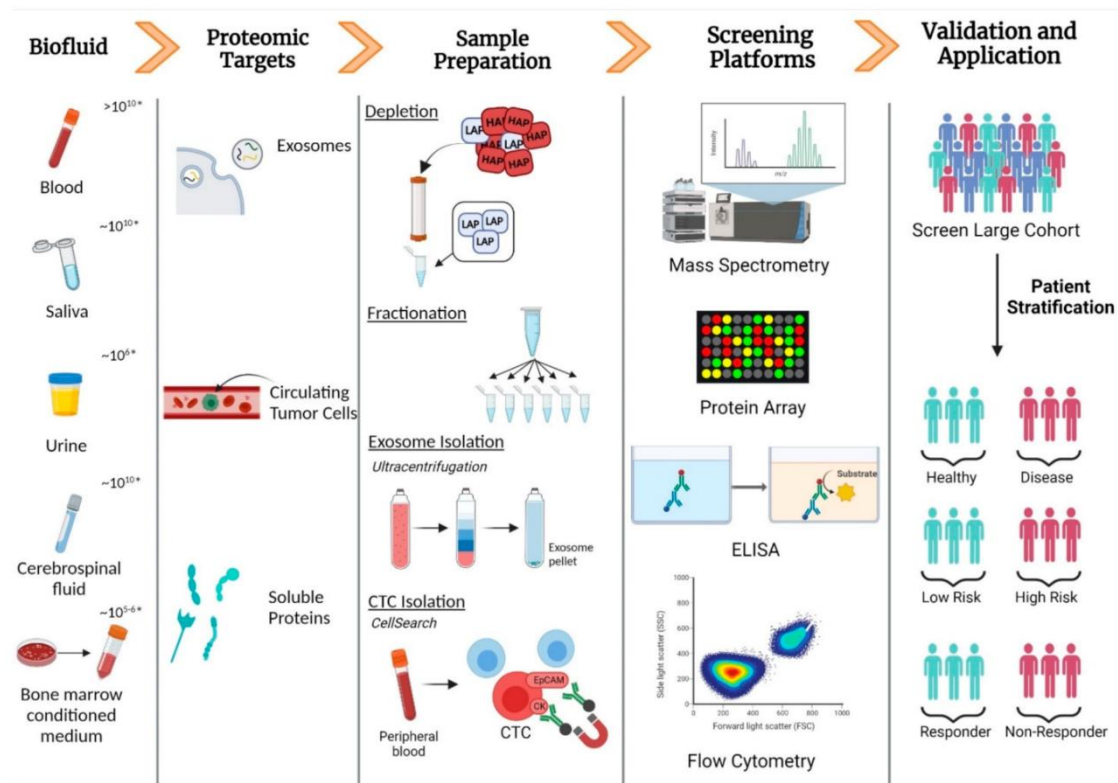 Biofluid
Proteomic
Targets
Sample
Preparation
Screening
Platforms
Validation and
Application
>10¹⁰*
Blood
~10¹⁰*
Saliva
~10⁶*
Urine
~10¹⁰*
Cerebrospinal
fluid
~10⁵⁻⁶*
Bone marrow
conditioned
medium
Exosomes
Circulating
Tumor Cells
Soluble
Proteins
Depletion
HAP
LAP
HAP
HAP
LAP
HAP
HAP
HAP
LAP
LAP
LAP
Fractionation
Exosome Isolation
Ultracentrifugation
Exosome
pellet
CTC Isolation
CellSearch
EpCAM
CK
Peripheral
blood
CTC
Intensity
m/z
Mass Spectrometry
Protein Array
Substrate
ELISA
Side light scatter (SSC)
1000
800
600
400
200
0
0
200
400
600
800
1000
Forward light scatter (FSC)
Flow Cytometry
Screen Large Cohort
Patient
Stratification
Healthy
Disease
Low Risk
High Risk
Responder
Non-Responder